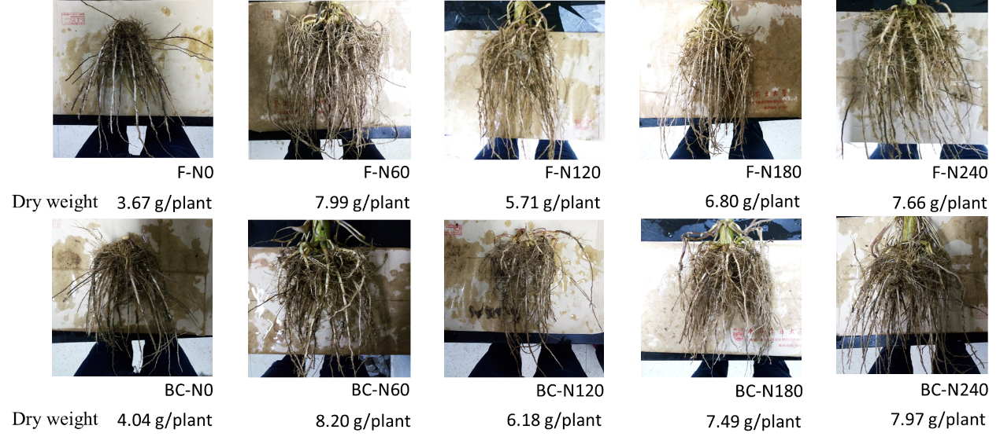 F-N0 F-N60 F-N120 F-N180 F-N240
Dry weight 3.67 g/plant 7.99 g/plant 5.71 g/plant 6.80 g/plant 7.66 g/plant
BC-N0 BC-N60 BC-N120 BC-N180 BC-N240
Dry weight 4.04 g/plant 8.20 g/plant 6.18 g/plant 7.49 g/plant 7.97 g/plant